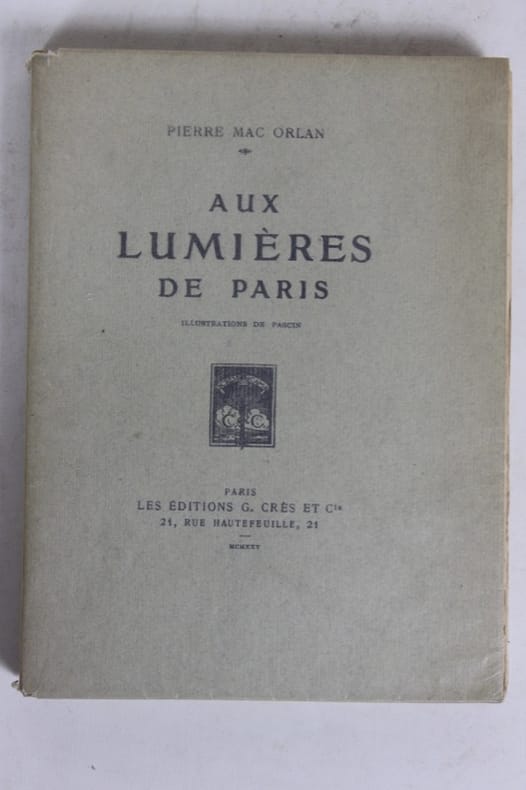 PIERRE MAC ORLAN
AUX
LUMIÈRES
DE PARIS
ILLUSTRATIONS DE PASCIN
C C
PARIS
LES ÉDITIONS G. CRÈS ET Cie
21, RUE HAUTEFEUILLE, 21
MCMXXV